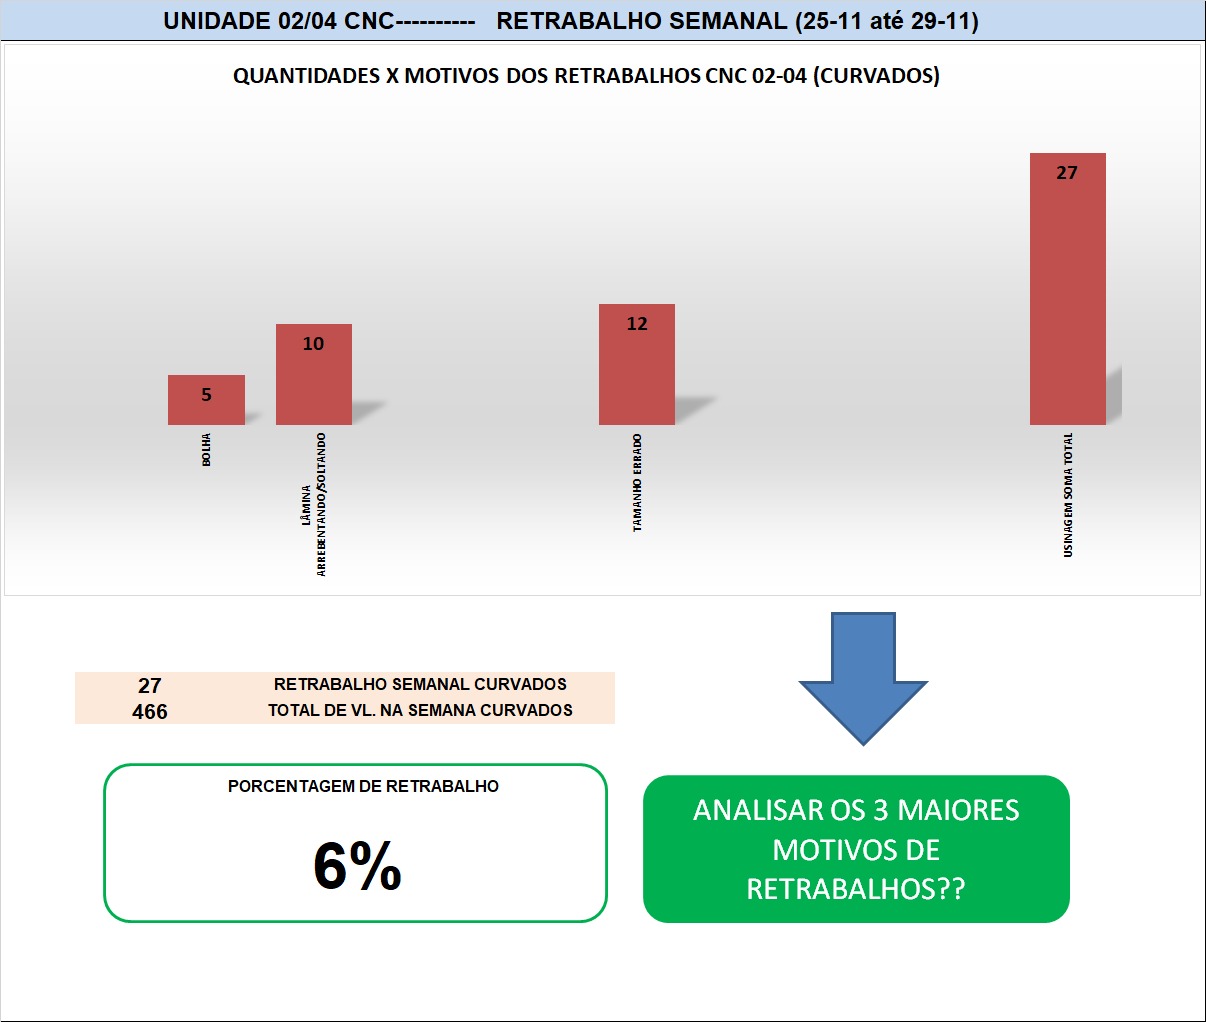 UNIDADE 02/04 CNC---------- RETRABALHO SEMANAL (25-11 até 29-11)
QUANTIDADES X MOTIVOS DOS RETRABALHOS CNC 02-04 (CURVADOS)
5
10
12
27
BOLHA
LÂMINA
ARREBENTANDO/SOLTANDO
TAMANHO ERRADO
USINAGEM SOMA TOTAL
27 RETRABALHO SEMANAL CURVADOS
466 TOTAL DE VL. NA SEMANA CURVADOS
PORCENTAGEM DE RETRABALHO
6%
ANALISAR OS 3 MAIORES
MOTIVOS DE
RETRABALHOS??